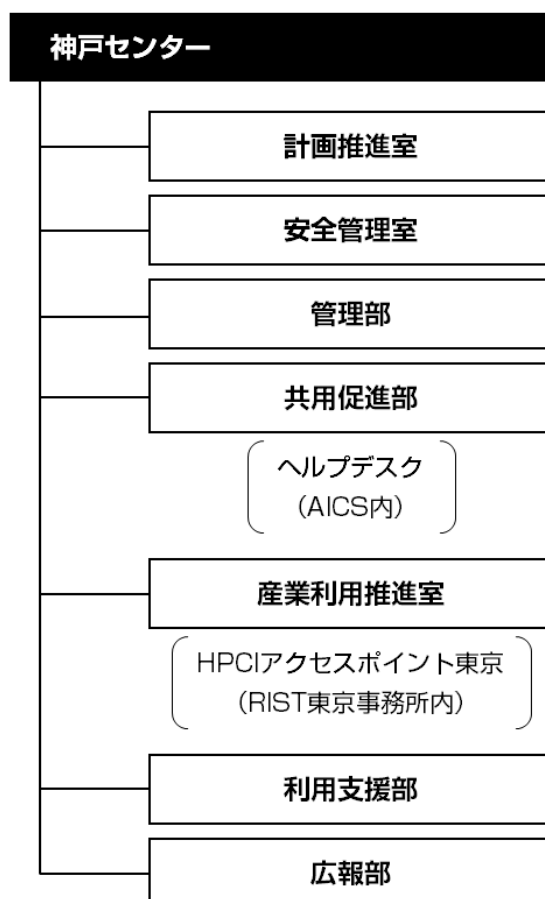 神戸センター
計画推進室
安全管理室
管理部
共用促進部
ヘルプデスク
（AICS内）
産業利用推進室
HPCIアクセスポイント東京
（RIST東京事務所内）
利用支援部
広報部